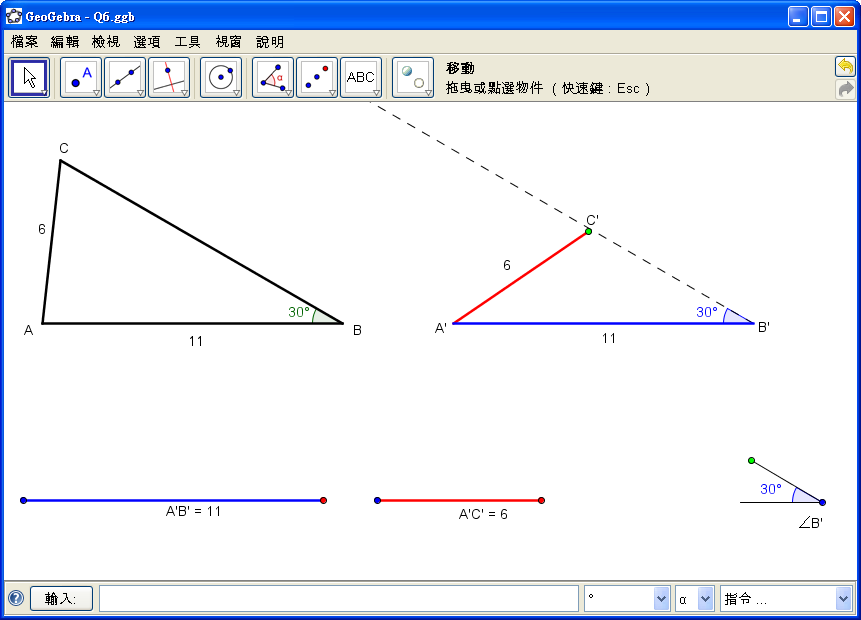 GeoGebra - Q6.ggb
檔案 編輯 檢視 選項 工具 視窗 說明
A
α
ABC
移動
拖曳或點選物件 ( 快速鍵 : Esc )
C
6
30°
A
B
11
C'
6
30°
A'
B'
11
A'B' = 11
A'C' = 6
30°
∠B'
?
輸入:
°
α
指令 ...